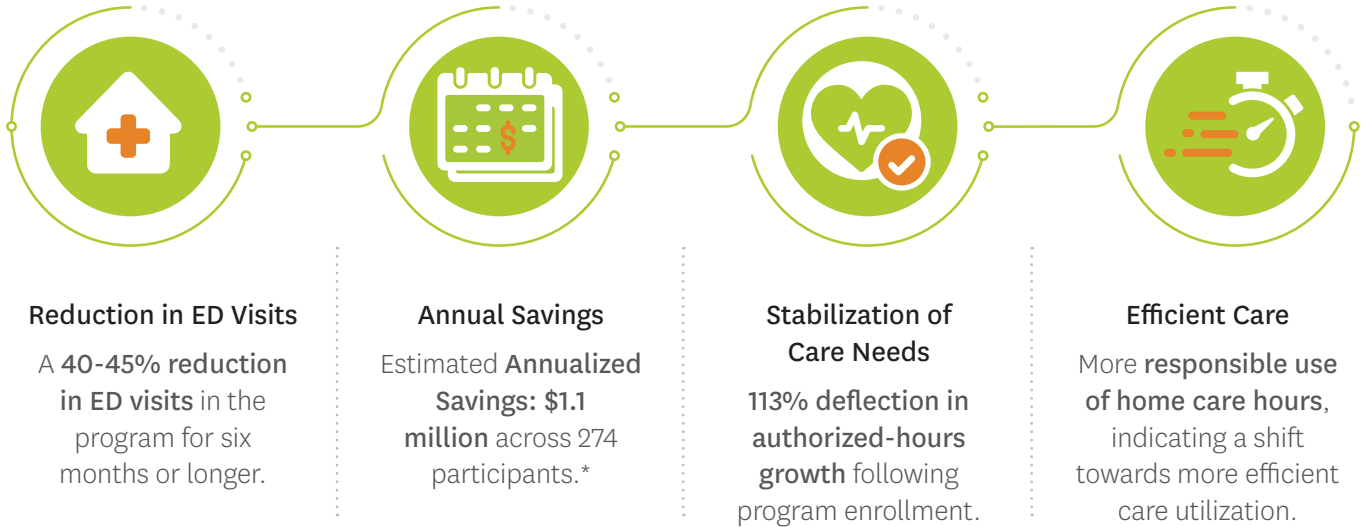 $
Reduction in ED Visits
A 40-45% reduction
in ED visits in the
program for six
months or longer.
Annual Savings
Estimated Annualized
Savings: $1.1
million across 274
participants.*
Stabilization of
Care Needs
113% deflection in
authorized-hours
growth following
program enrollment.
Efficient Care
More responsible use
of home care hours,
indicating a shift
towards more efficient
care utilization.